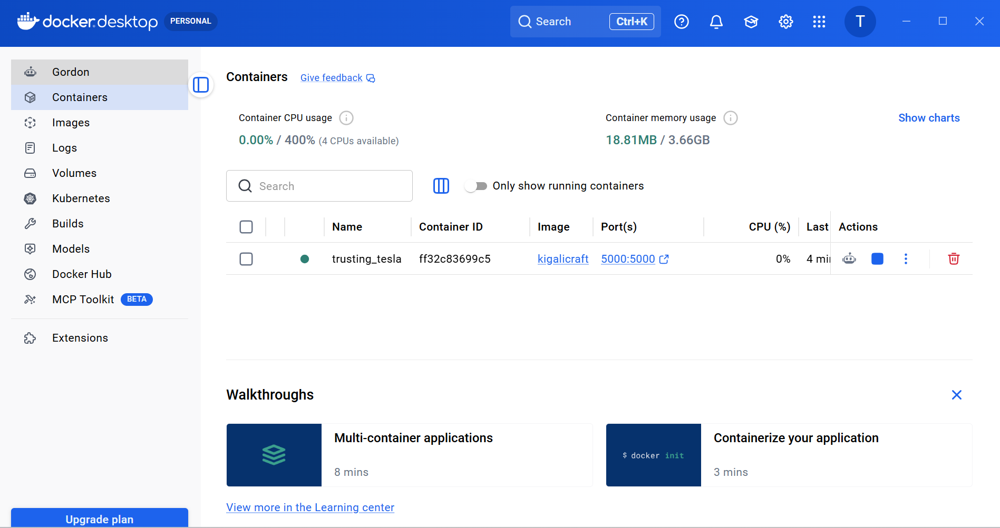 docker.desktop PERSONAL Search Ctrl+K T
Gordon
Containers
Images
Logs
Volumes
Kubernetes
Builds
Models
Docker Hub
MCP Toolkit BETA
Extensions
Upgrade plan
Containers Give feedback
Container CPU usage
0.00% / 400% (4 CPUs available)
Container memory usage
18.81MB / 3.66GB
Show charts
Search
Only show running containers
Name Container ID Image Port(s) CPU (%) Last Actions
trusting_tesla ff32c83699c5 kigalicraft 5000:5000 0% 4
Walkthroughs
Multi-container applications
8 mins
$ docker init
Containerize your application
3 mins
View more in the Learning center